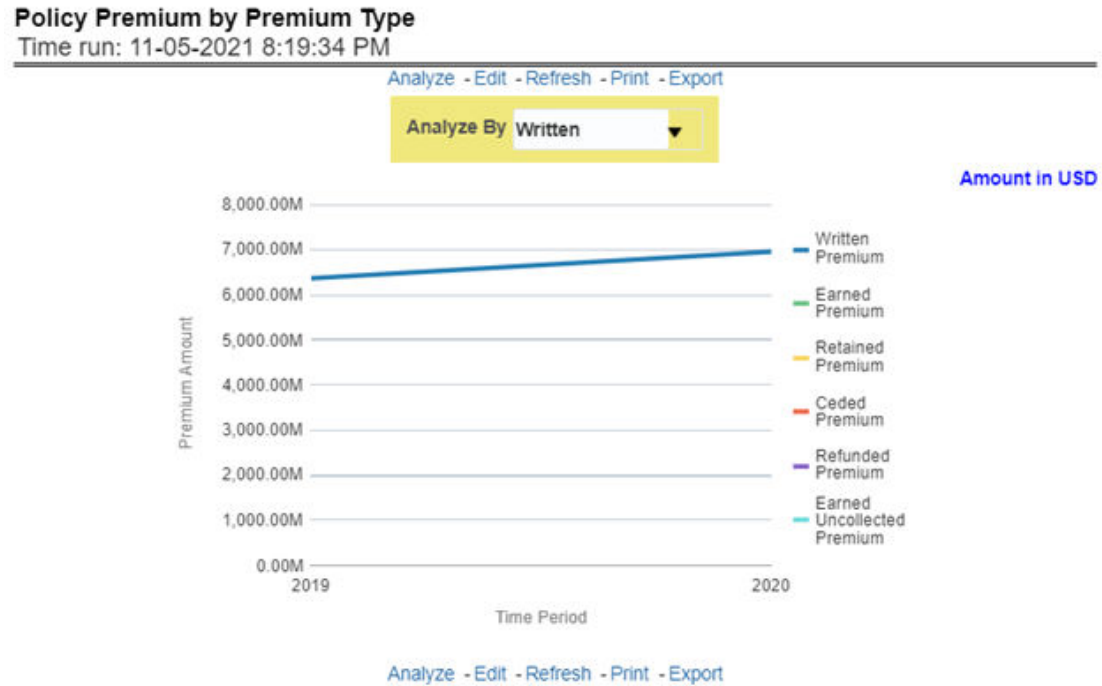 Policy Premium by Premium Type
Time run: 11-05-2021 8:19:34 PM
Analyze - Edit - Refresh - Print - Export
Analyze By Written
Amount in USD
8,000.00M
7,000.00M
6,000.00M
5,000.00M
4,000.00M
3,000.00M
2,000.00M
1,000.00M
0.00M
Premium Amount
2019 2020
Time Period
Written
Premium
Earned
Premium
Retained
Premium
Ceded
Premium
Refunded
Premium
Earned
Uncollected
Premium
Analyze - Edit - Refresh - Print - Export